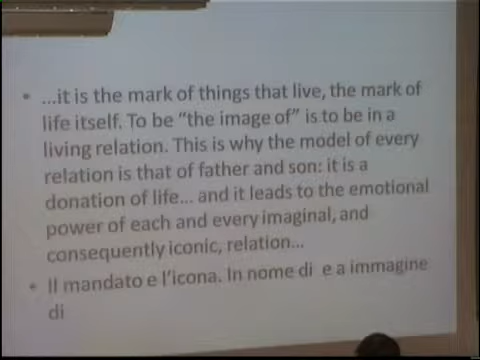 • ...it is the mark of things that live, the mark of
life itself. To be “the image of” is to be in a
living relation. This is why the model of every
relation is that of father and son: it is a
donation of life... and it leads to the emotional
power of each and every imaginal, and
consequently iconic, relation...
• Il mandato e l’icona. In nome di e a immagine
di